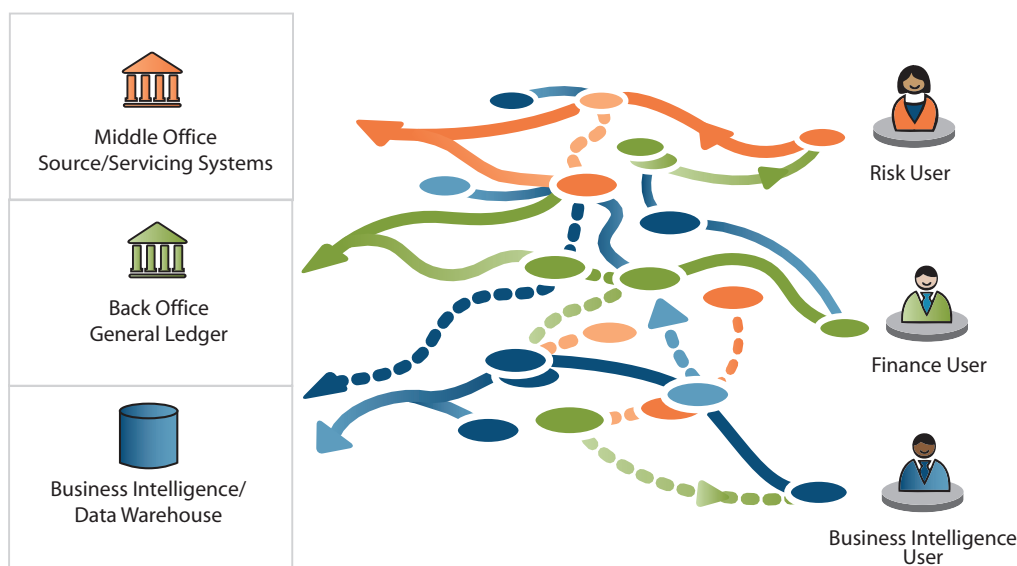 Middle Office
Source/Servicing Systems
Back Office
General Ledger
Business Intelligence/
Data Warehouse
Risk User
Finance User
Business Intelligence
User